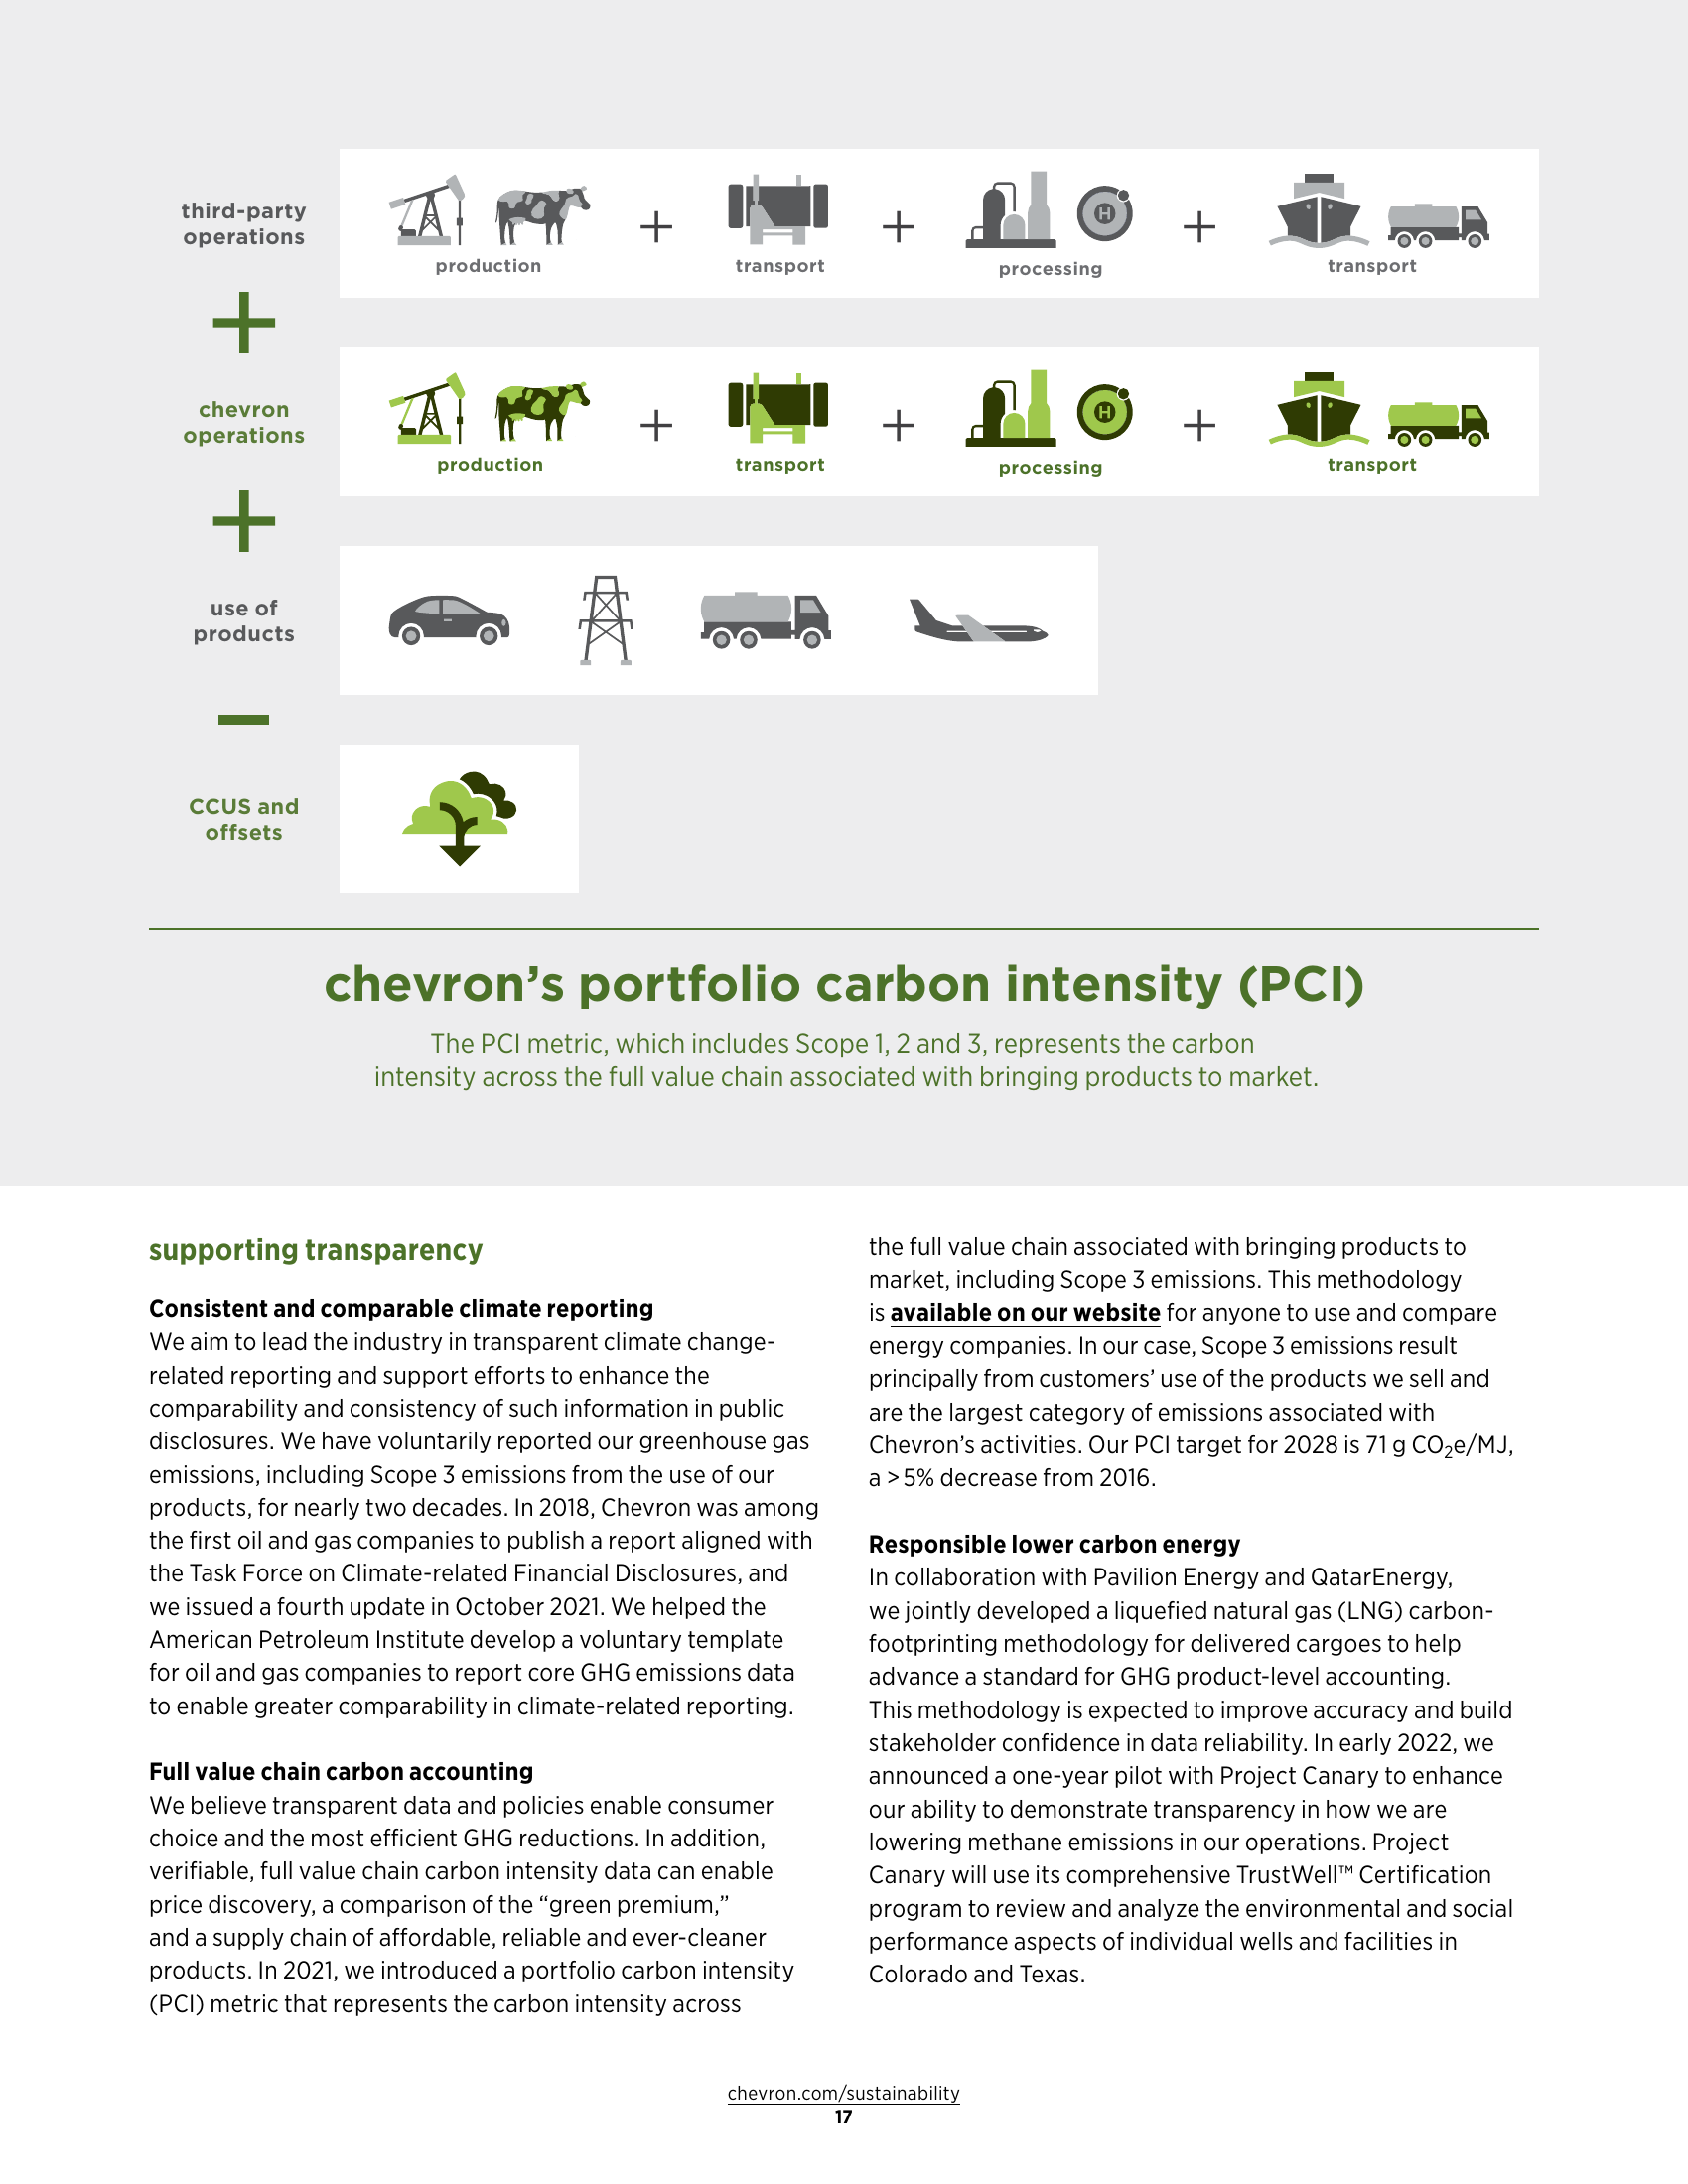 third-party
operations
production
transport
processing
transport
chevron
operations
production
transport
processing
transport
use of
products
CCUS and
offsets
chevron’s portfolio carbon intensity (PCI)
The PCI metric, which includes Scope 1, 2 and 3, represents the carbon
intensity across the full value chain associated with bringing products to market.
supporting transparency
Consistent and comparable climate reporting
We aim to lead the industry in transparent climate change-
related reporting and support efforts to enhance the
comparability and consistency of such information in public
disclosures. We have voluntarily reported our greenhouse gas
emissions, including Scope 3 emissions from the use of our
products, for nearly two decades. In 2018, Chevron was among
the first oil and gas companies to publish a report aligned with
the Task Force on Climate-related Financial Disclosures, and
we issued a fourth update in October 2021. We helped the
American Petroleum Institute develop a voluntary template
for oil and gas companies to report core GHG emissions data
to enable greater comparability in climate-related reporting.
Full value chain carbon accounting
We believe transparent data and policies enable consumer
choice and the most efficient GHG reductions. In addition,
verifiable, full value chain carbon intensity data can enable
price discovery, a comparison of the “green premium,”
and a supply chain of affordable, reliable and ever-cleaner
products. In 2021, we introduced a portfolio carbon intensity
(PCI) metric that represents the carbon intensity across
the full value chain associated with bringing products to
market, including Scope 3 emissions. This methodology
is available on our website for anyone to use and compare
energy companies. In our case, Scope 3 emissions result
principally from customers’ use of the products we sell and
are the largest category of emissions associated with
Chevron’s activities. Our PCI target for 2028 is 71 g CO₂e/MJ,
a > 5% decrease from 2016.
Responsible lower carbon energy
In collaboration with Pavilion Energy and QatarEnergy,
we jointly developed a liquefied natural gas (LNG) carbon-
footprinting methodology for delivered cargoes to help
advance a standard for GHG product-level accounting.
This methodology is expected to improve accuracy and build
stakeholder confidence in data reliability. In early 2022, we
announced a one-year pilot with Project Canary to enhance
our ability to demonstrate transparency in how we are
lowering methane emissions in our operations. Project
Canary will use its comprehensive TrustWell™ Certification
program to review and analyze the environmental and social
performance aspects of individual wells and facilities in
Colorado and Texas.
chevron.com/sustainability
17